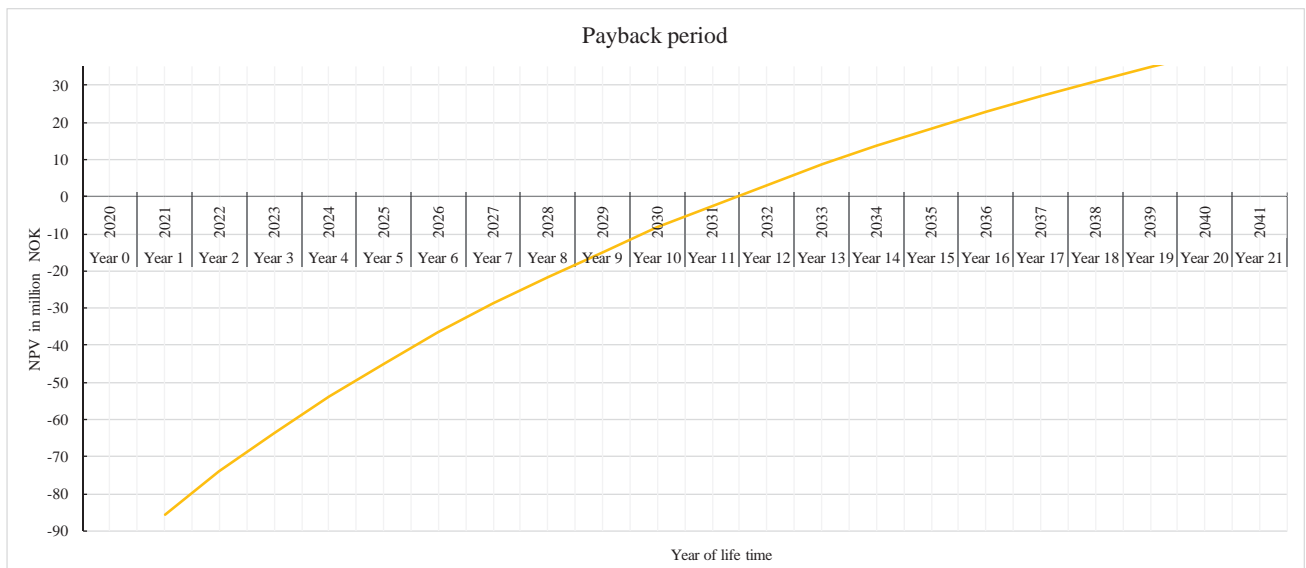 Payback period
NPV in million NOK
30
20
10
0
-10
-20
-30
-40
-50
-60
-70
-80
-90
2020 2021 2022 2023 2024 2025 2026 2027 2028 2029 2030 2031 2032 2033 2034 2035 2036 2037 2038 2039 2040 2041
Year 0 Year 1 Year 2 Year 3 Year 4 Year 5 Year 6 Year 7 Year 8 Year 9 Year 10 Year 11 Year 12 Year 13 Year 14 Year 15 Year 16 Year 17 Year 18 Year 19 Year 20 Year 21
Year of life time